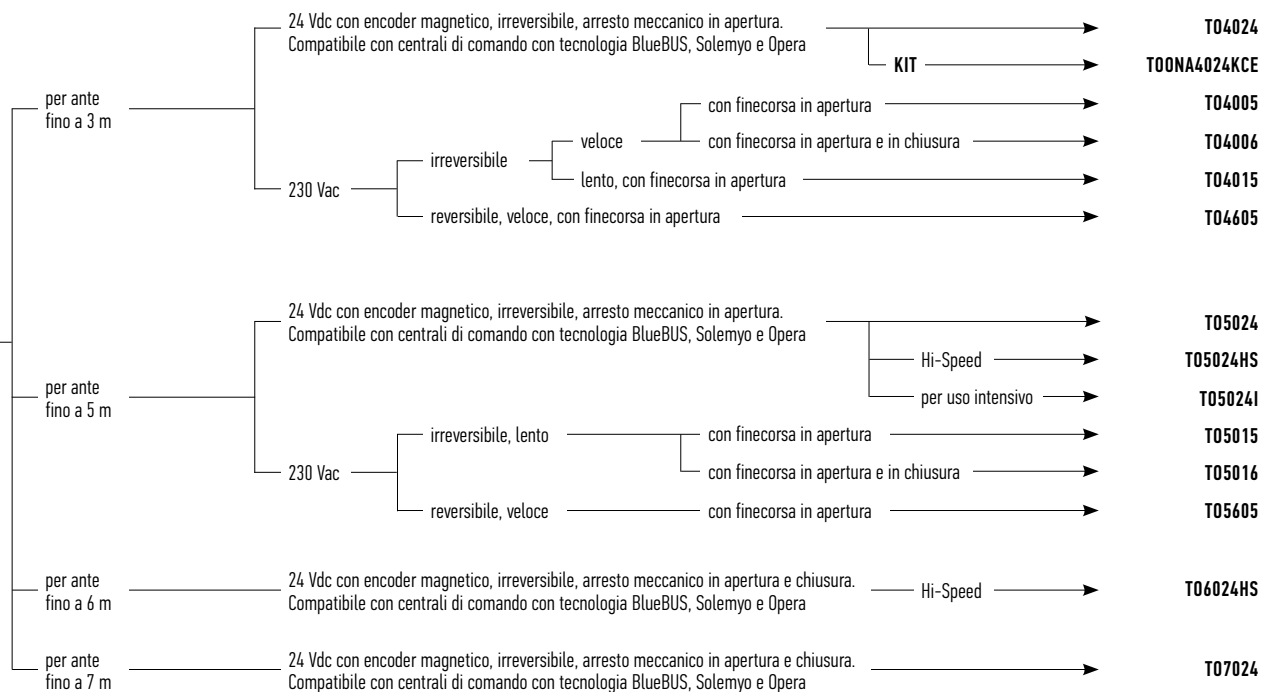 24 Vdc con encoder magnetico, irreversibile, arresto meccanico in apertura.
Compatibile con centrali di comando con tecnologia BlueBUS, Solemyo e Opera
TO4024
KIT
TOONA4024KCE
per ante
fino a 3 m
con finecorsa in apertura
TO4005
veloce
con finecorsa in apertura e in chiusura
TO4006
irreversibile
lento, con finecorsa in apertura
TO4015
230 Vac
reversibile, veloce, con finecorsa in apertura
TO4605
24 Vdc con encoder magnetico, irreversibile, arresto meccanico in apertura.
Compatibile con centrali di comando con tecnologia BlueBUS, Solemyo e Opera
TO5024
Hi-Speed
TO5024HS
per ante
fino a 5 m
per uso intensivo
TO5024I
irreversibile, lento
con finecorsa in apertura
TO5015
230 Vac
con finecorsa in apertura e in chiusura
TO5016
reversibile, veloce
con finecorsa in apertura
TO5605
per ante
fino a 6 m
24 Vdc con encoder magnetico, irreversibile, arresto meccanico in apertura e chiusura.
Compatibile con centrali di comando con tecnologia BlueBUS, Solemyo e Opera
Hi-Speed
TO6024HS
per ante
fino a 7 m
24 Vdc con encoder magnetico, irreversibile, arresto meccanico in apertura e chiusura.
Compatibile con centrali di comando con tecnologia BlueBUS, Solemyo e Opera
TO7024